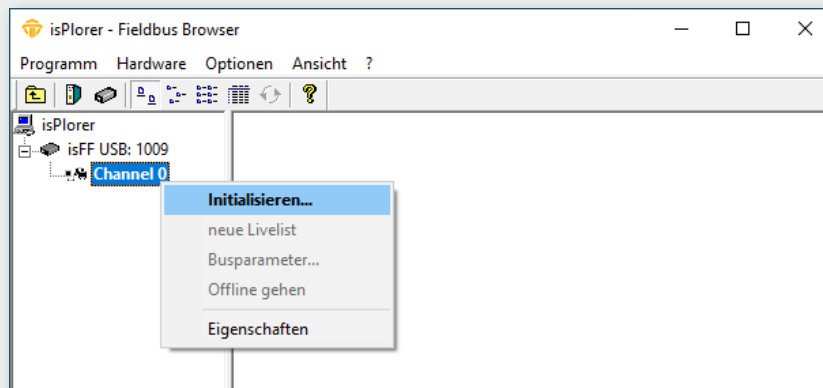 isPlorer - Fieldbus Browser
Programm Hardware Optionen Ansicht ?
isPlorer
isFF USB: 1009
Channel 0
Initialisieren...
neue Livelist
Busparameter...
Offline gehen
Eigenschaften